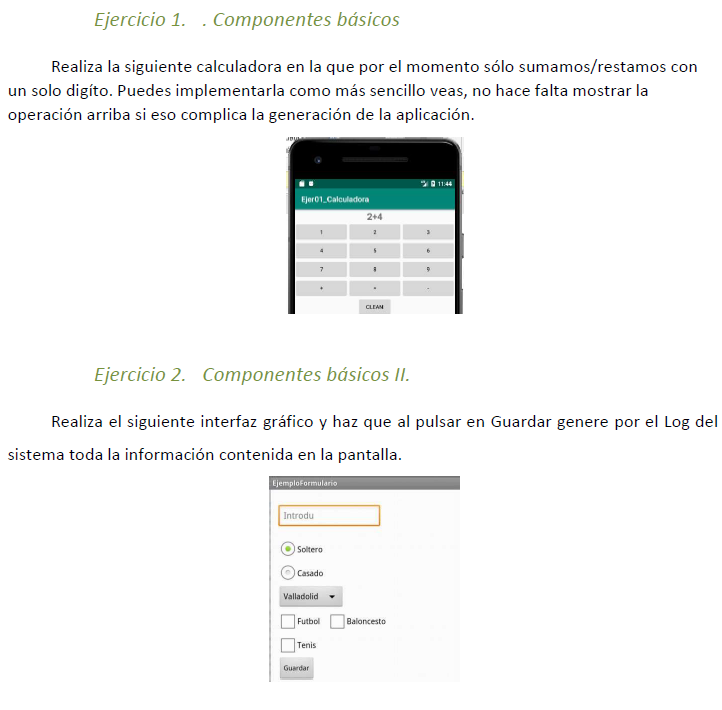 Ejercicio 1. . Componentes básicos
Realiza la siguiente calculadora en la que por el momento sólo sumamos/restamos con
un solo digíto. Puedes implementarla como más sencillo veas, no hace falta mostrar la
operación arriba si eso complica la generación de la aplicación.
11:44
Ejer01_Calculadora
2+4
1 2 3
4 5 6
7 8 9
+ = -
CLEAN
Ejercicio 2. Componentes básicos II.
Realiza el siguiente interfaz gráfico y haz que al pulsar en Guardar genere por el Log del
sistema toda la información contenida en la pantalla.
EjemploFormulario
Introdu
Soltero
Casado
Valladolid
Futbol Baloncesto
Tenis
Guardar